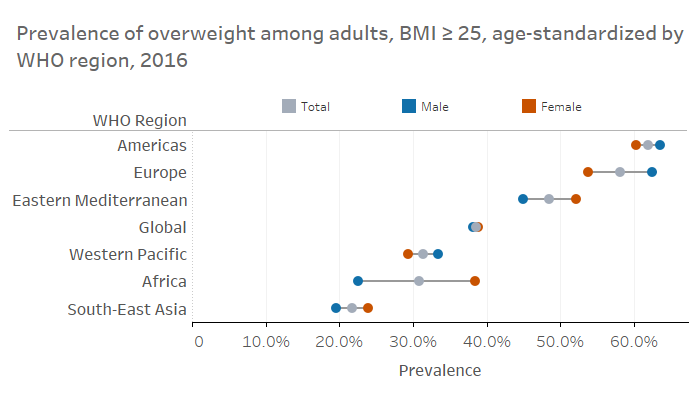 Prevalence of overweight among adults, BMI ≥ 25, age-standardized by
WHO region, 2016
Total Male Female
WHO Region
Americas
Europe
Eastern Mediterranean
Global
Western Pacific
Africa
South-East Asia
0 10.0% 20.0% 30.0% 40.0% 50.0% 60.0%
Prevalence